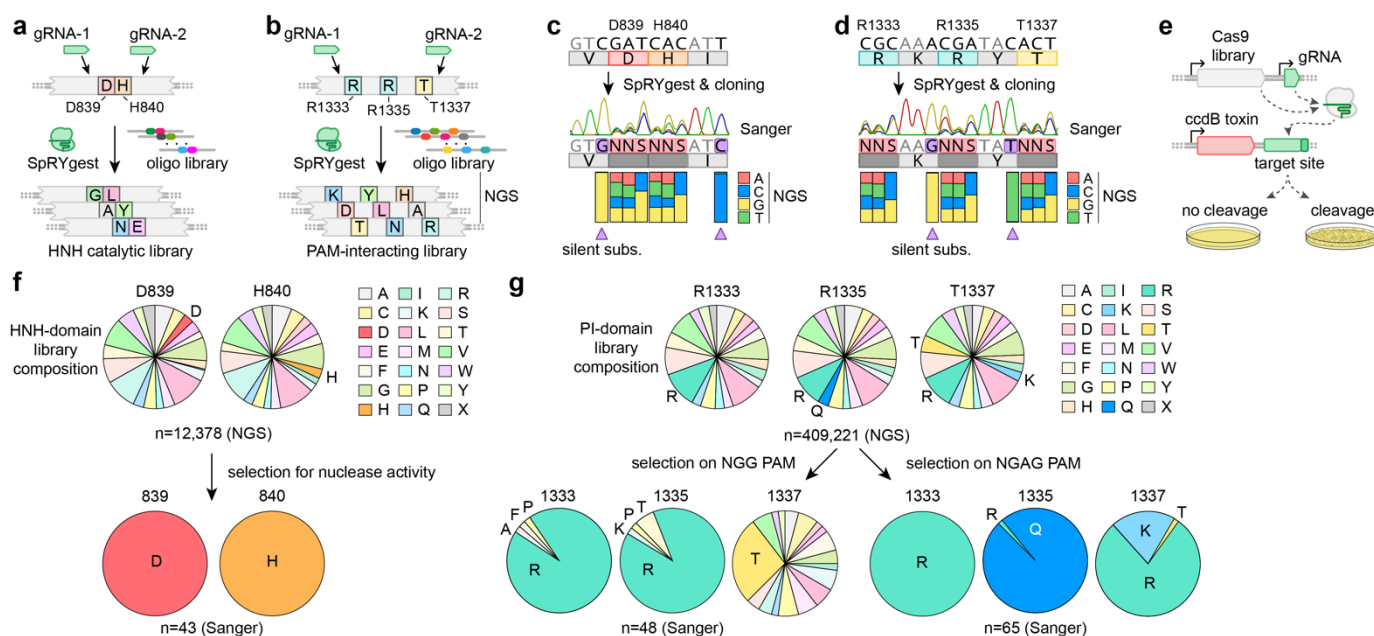 a
gRNA-1 gRNA-2
D H
D839 H840
SpRYgest
oligo library
G L
A Y
N E
HNH catalytic library
b
gRNA-1 gRNA-2
R R T
R1333 R1335 T1337
SpRYgest
oligo library
K Y H
D L A
T N R
NGS
PAM-interacting library
c
D839 H840
GTCGATCACATT
V D H I
SpRYgest & cloning
Sanger
GTGNNSNNSATC
V I
A
C
G
T
NGS
silent subs.
d
R1333 R1335 T1337
CGCAAACGATACACT
R K R Y T
SpRYgest & cloning
Sanger
NNSAAGNNSTATNNS
K Y
A
C
G
T
NGS
silent subs.
e
Cas9
library
gRNA
ccdB toxin
target site
no cleavage cleavage
f
D839 H840
HNH-domain
library
composition
D
H
A I R
C K S
D L T
E M V
F N W
G P Y
H Q X
n=12,378 (NGS)
selection for nuclease activity
839 840
D H
n=43 (Sanger)
g
R1333 R1335 T1337
PI-domain
library
composition
R
R Q
T R K
A I R
C K S
D L T
E M V
F N W
G P Y
H Q X
n=409,221 (NGS)
selection on NGG PAM selection on NGAG PAM
1333 1335 1337
A F P R
K P T R
T
n=48 (Sanger)
1333 1335 1337
R
R Q
K T R
n=65 (Sanger)